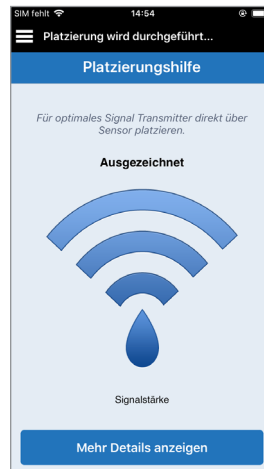 SIM fehlt 14:54
Platzierung wird durchgeführt...
Platzierungshilfe
Für optimales Signal Transmitter direkt über
Sensor platzieren.
Ausgezeichnet
Signalstärke
Mehr Details anzeigen